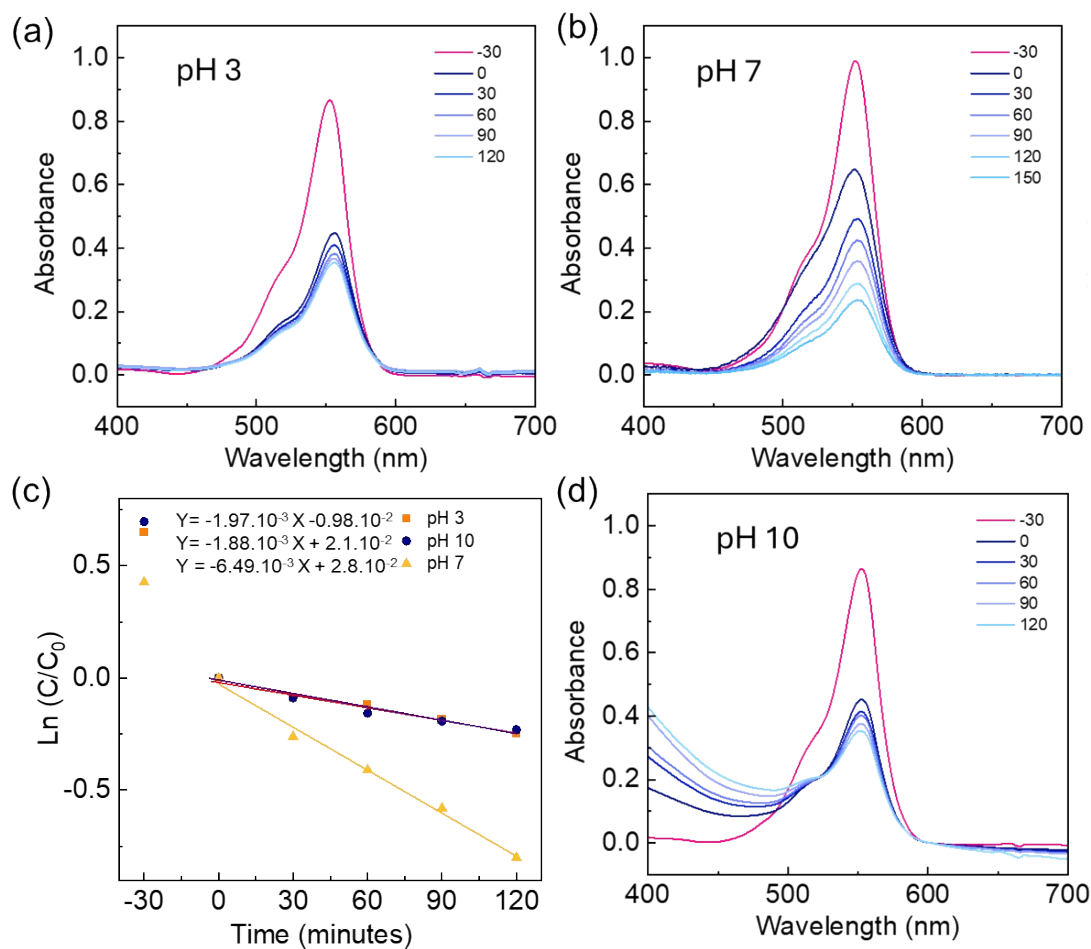 (a)
pH 3
-30
0
30
60
90
120
Absorbance
1.0
0.8
0.6
0.4
0.2
0.0
400
500
600
700
Wavelength (nm)
(b)
pH 7
-30
0
30
60
90
120
150
Absorbance
1.0
0.8
0.6
0.4
0.2
0.0
400
500
600
700
Wavelength (nm)
(c)
Y= -1.97.10⁻³ X -0.98.10⁻²
Y= -1.88.10⁻³ X + 2.1.10⁻²
Y = -6.49.10⁻³ X + 2.8.10⁻²
pH 3
pH 10
pH 7
Ln (C/C₀)
0.5
0.0
-0.5
-30
0
30
60
90
120
Time (minutes)
(d)
pH 10
-30
0
30
60
90
120
Absorbance
1.0
0.8
0.6
0.4
0.2
0.0
400
500
600
700
Wavelength (nm)